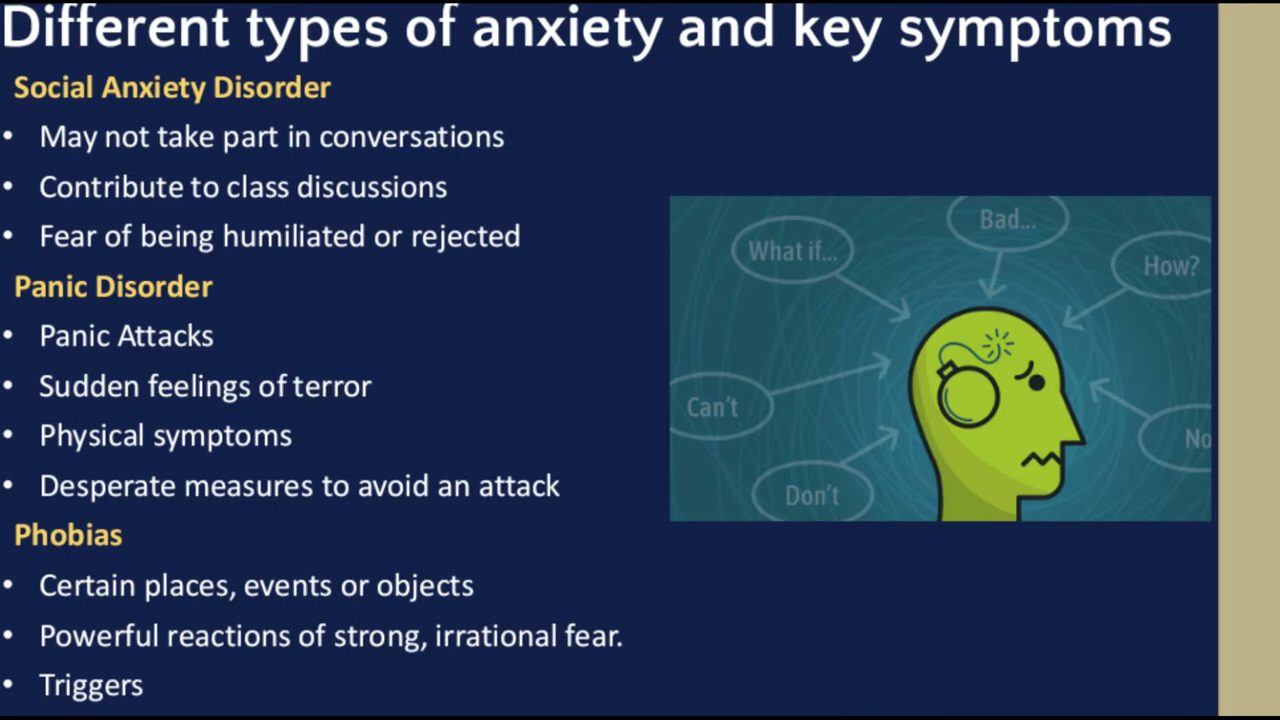 Different types of anxiety and key symptoms
Social Anxiety Disorder
• May not take part in conversations
• Contribute to class discussions
• Fear of being humiliated or rejected
Panic Disorder
• Panic Attacks
• Sudden feelings of terror
• Physical symptoms
• Desperate measures to avoid an attack
Phobias
• Certain places, events or objects
• Powerful reactions of strong, irrational fear.
• Triggers
Bad...
What if...
How?
Can't
No
Don't